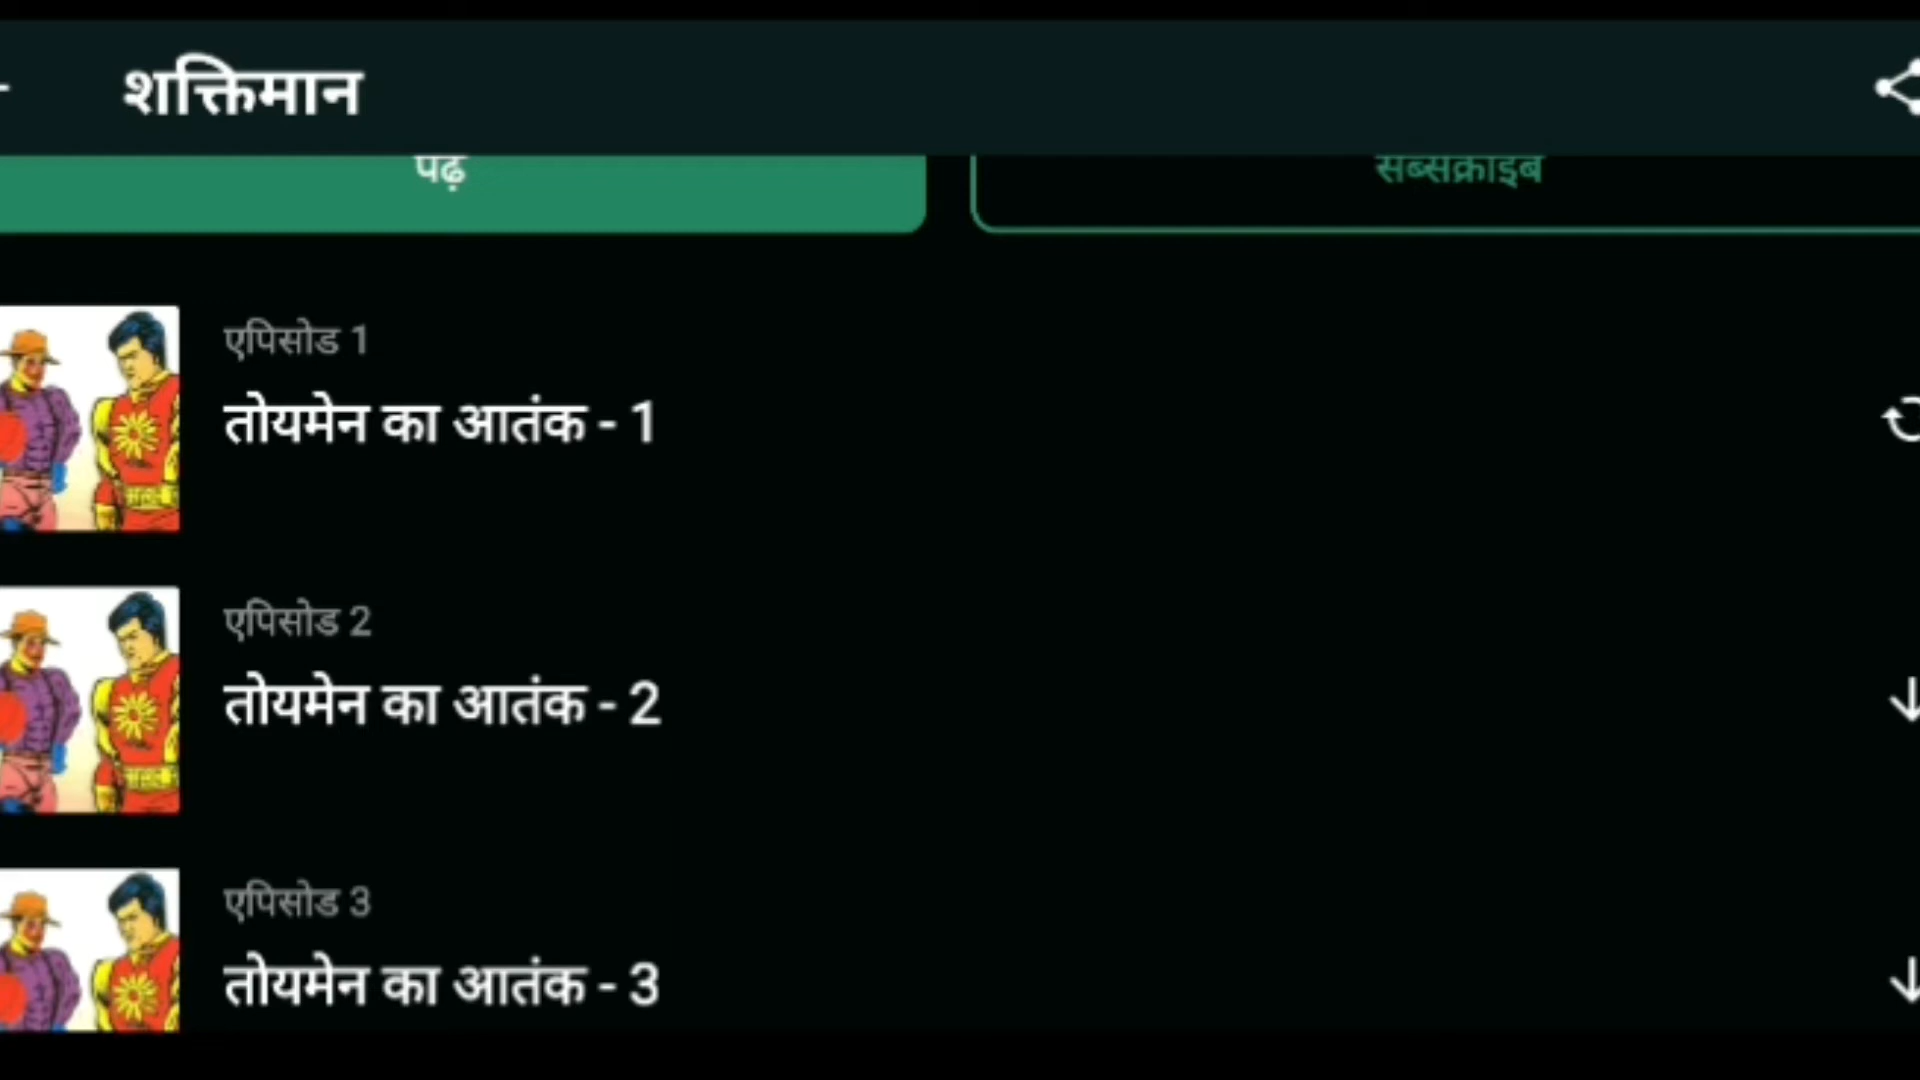 शक्तिमान
पढ़
सब्सक्राइब
एपिसोड 1
तोयमेन का आतंक - 1
एपिसोड 2
तोयमेन का आतंक - 2
एपिसोड 3
तोयमेन का आतंक - 3